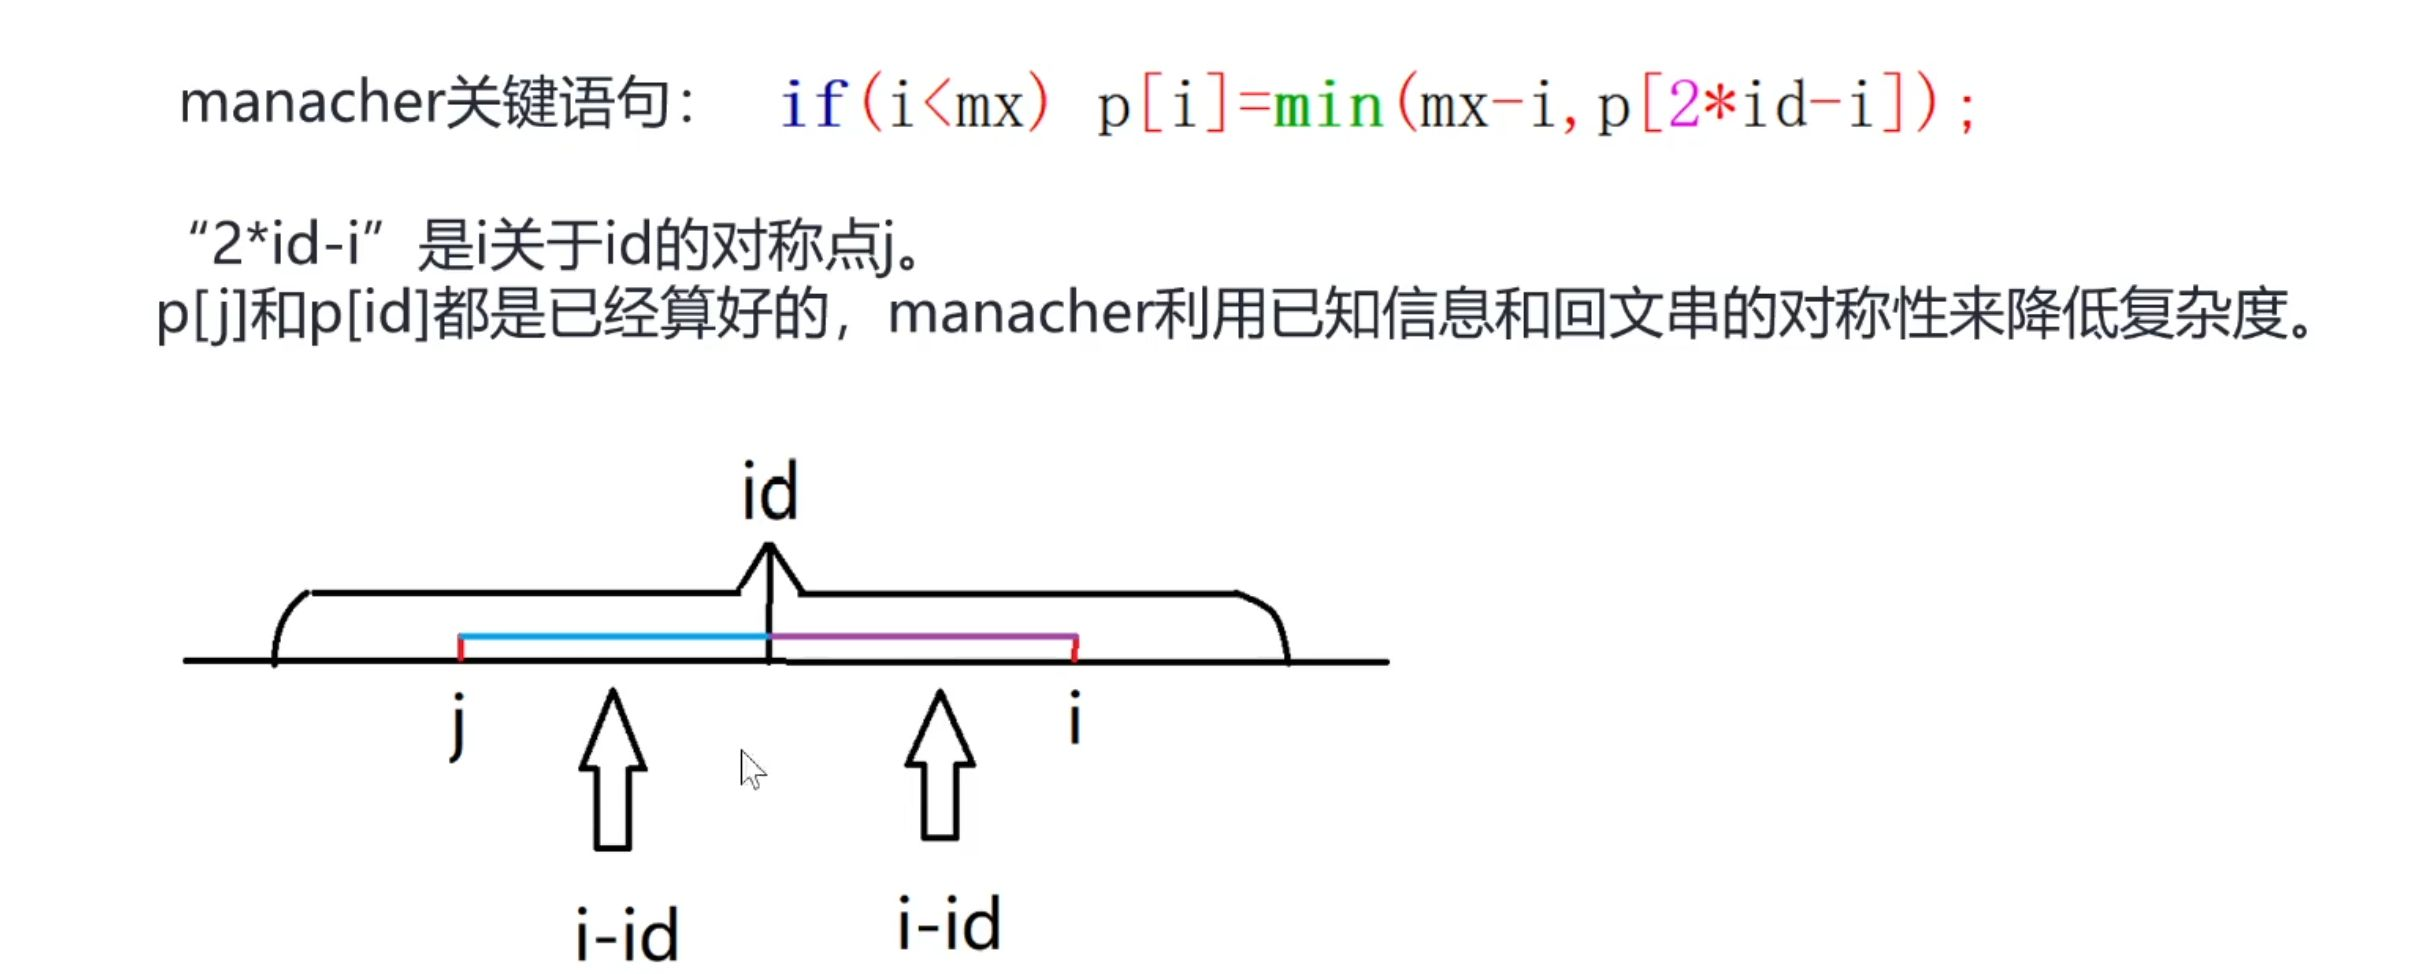 manacher关键语句： if(i<mx) p[i]=min(mx-i,p[2*id-i]);
“2*id-i”是i关于id的对称点j。
p[j]和p[id]都是已经算好的，manacher利用已知信息和回文串的对称性来降低复杂度。
id
j
i
i-id
i-id